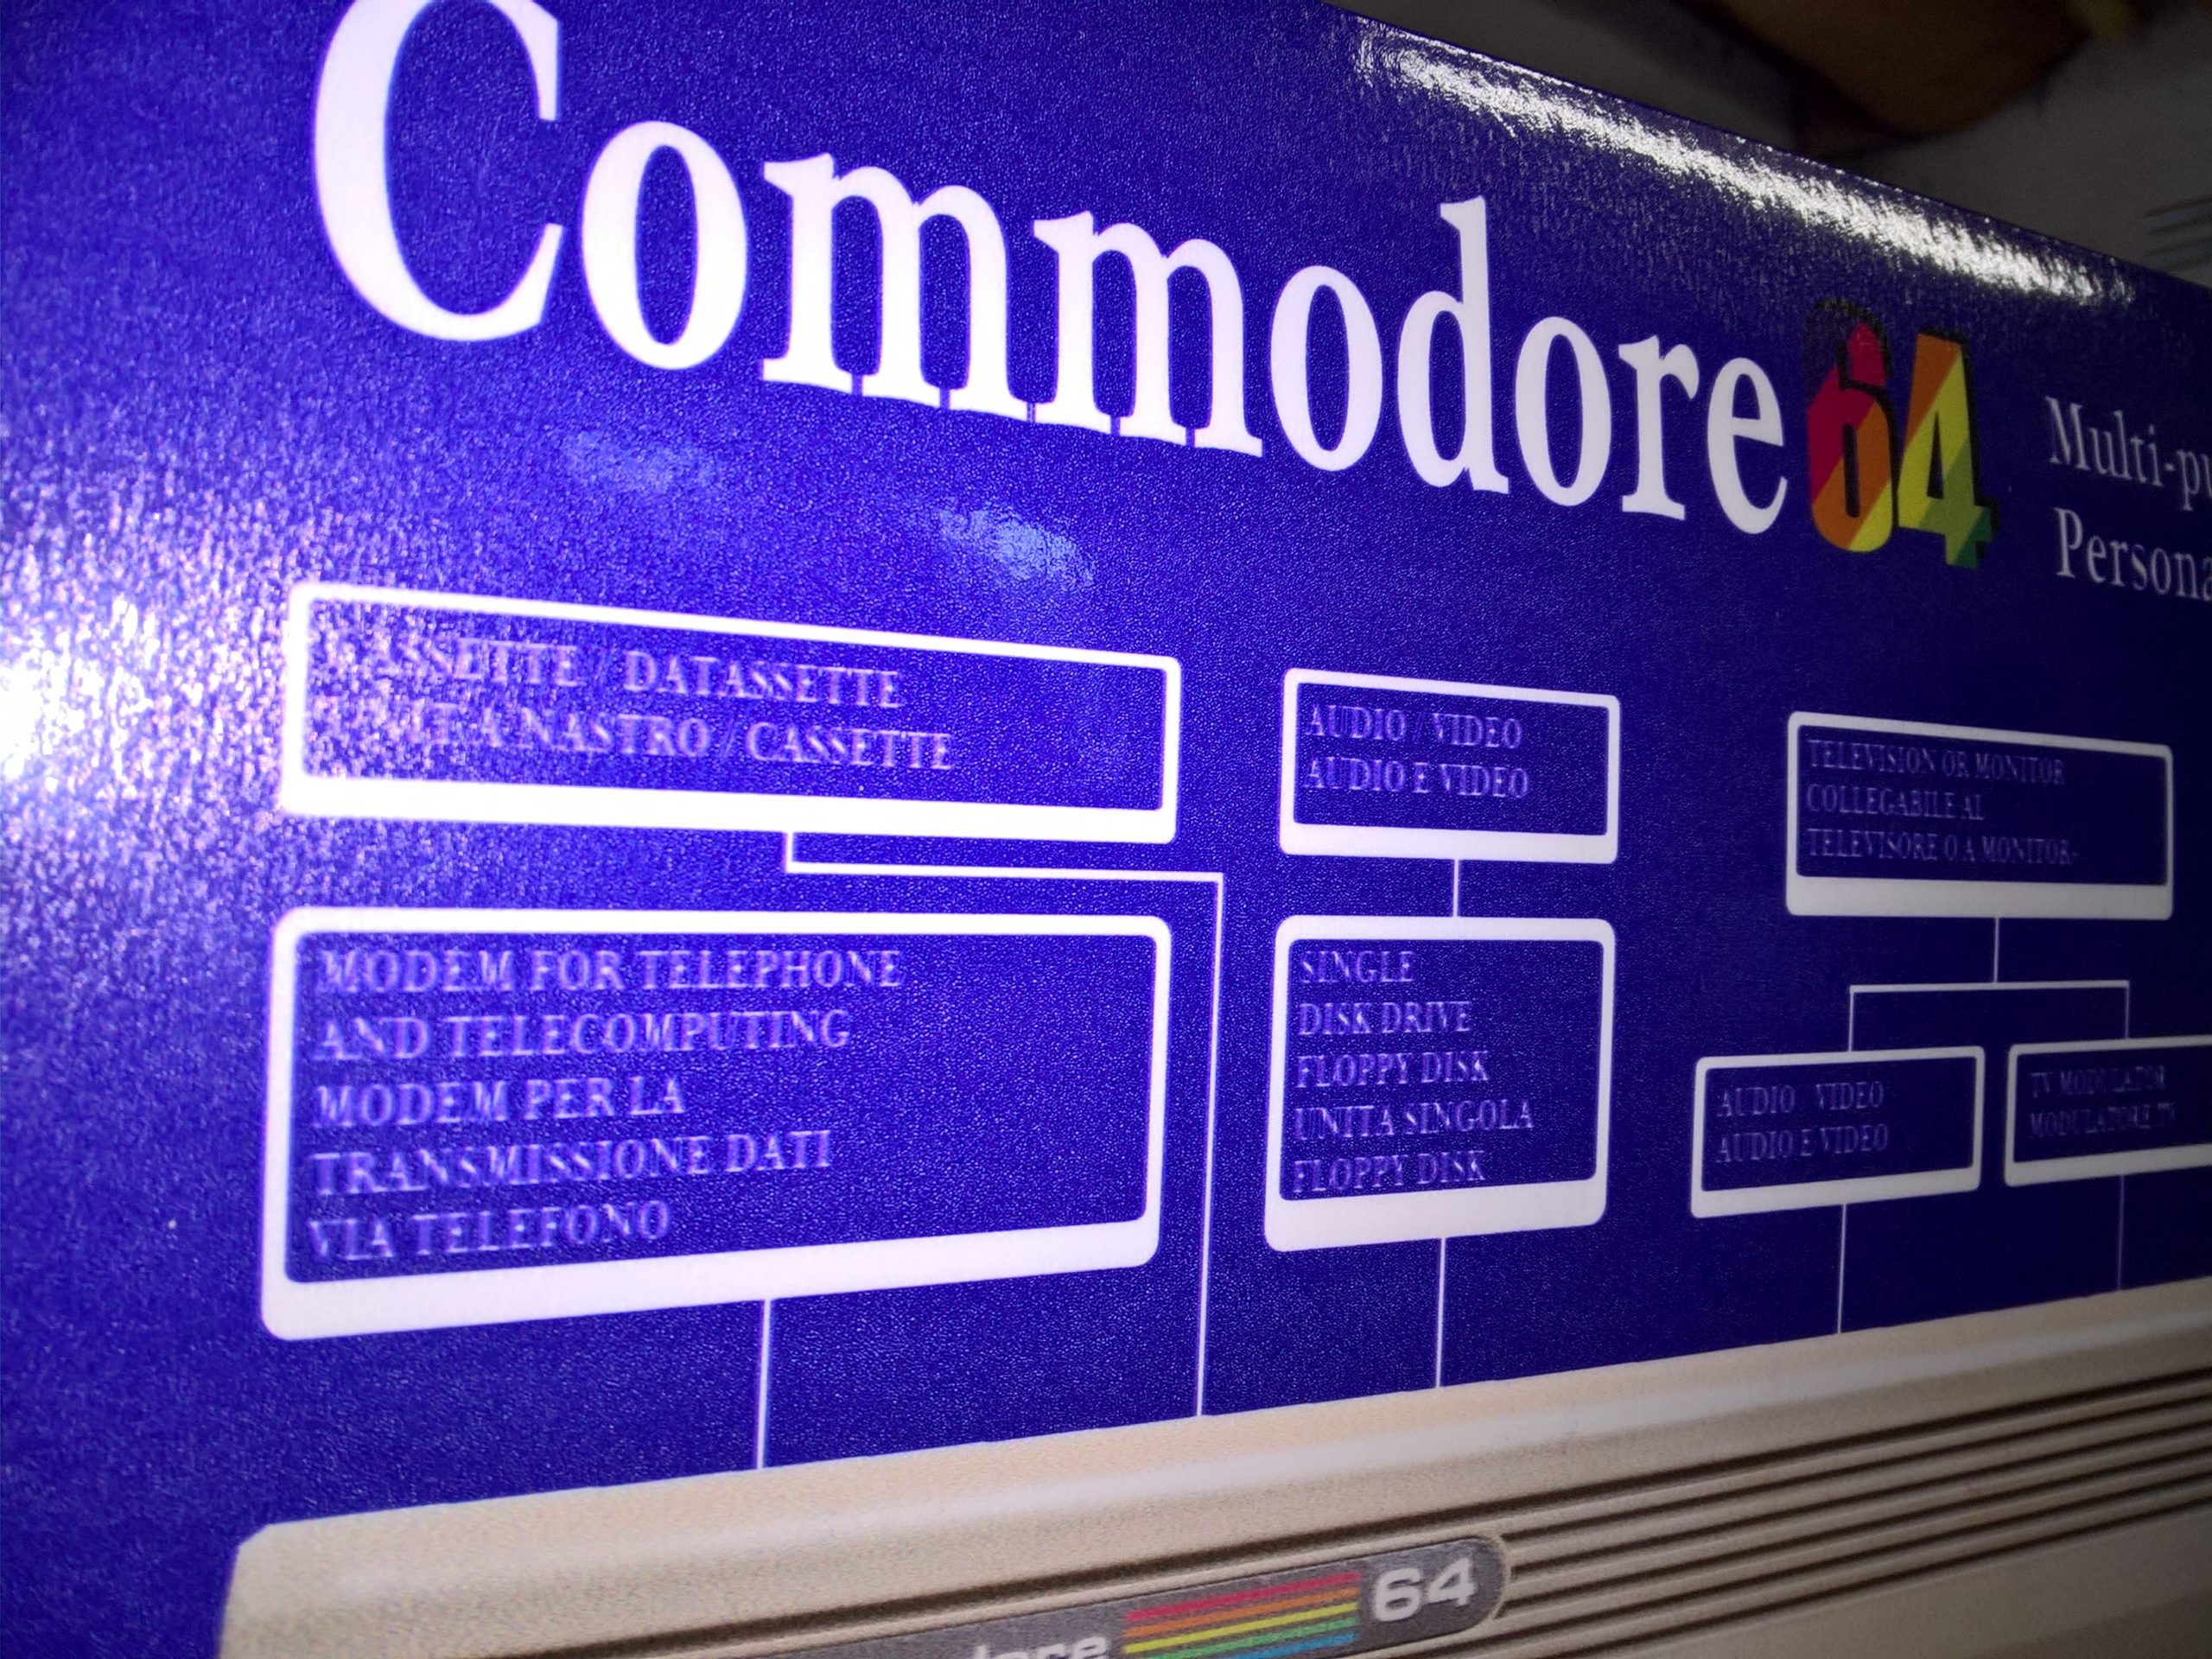 Commodore 64
Multi-pu
Persona
CASSETTE / DATASSETTE
A NASTRO / CASSETTE
AUDIO / VIDEO
AUDIO E VIDEO
TELEVISION OR MONITOR
COLLEGABILE AL
TELEVISORE O A MONITOR-
MODEM FOR TELEPHONE
AND TELECOMPUTING
MODEM PER LA
TRANSMISSIONE DATI
VIA TELEFONO
SINGLE
DISK DRIVE
FLOPPY DISK
UNITA SINGOLA
FLOPPY DISK
AUDIO VIDEO
AUDIO E VIDEO
TV MODULATOR
MODULATORE TV
dore 64